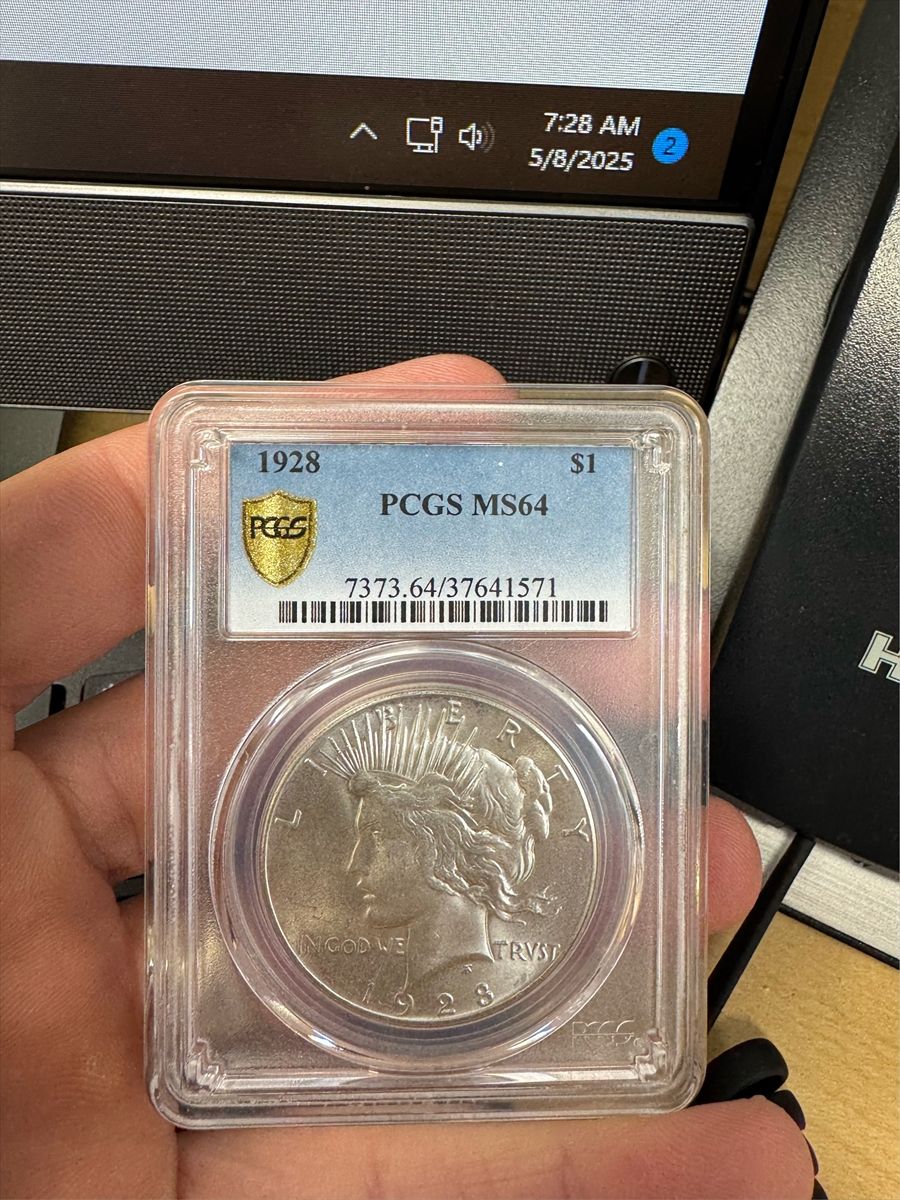 7:28 AM
5/8/2025
2
1928 $1
PCGS MS64
PCGS
7373.64/37641571
LIBERTY
IN GOD WE TRVST
1928
PCGS
H